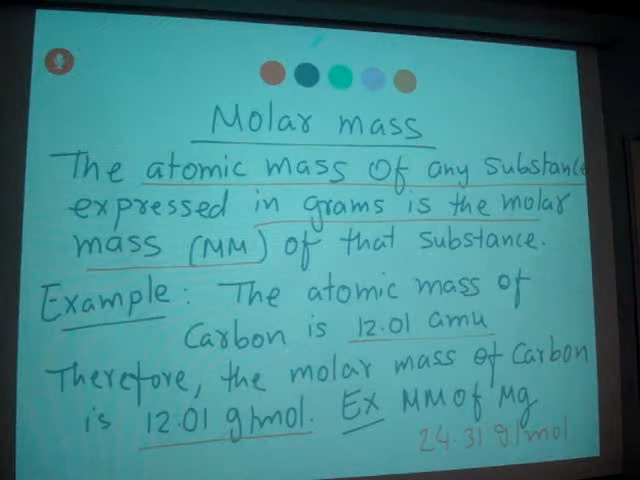 Molar mass
The atomic mass of any substance
expressed in grams is the molar
mass (MM) of that substance.
Example: The atomic mass of
Carbon is 12.01 amu
Therefore, the molar mass of Carbon
is 12.01 g/mol. Ex MM of Mg
24.31 g/mol